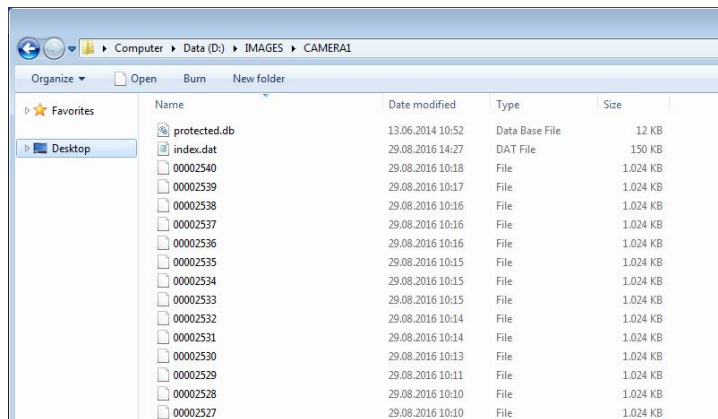 Computer ▸ Data (D:) ▸ IMAGES ▸ CAMERA1
Organize Open Burn New folder
Favorites
Desktop
Name Date modified Type Size
protected.db 13.06.2014 10:52 Data Base File 12 KB
index.dat 29.08.2016 14:27 DAT File 150 KB
00002540 29.08.2016 10:18 File 1.024 KB
00002539 29.08.2016 10:17 File 1.024 KB
00002538 29.08.2016 10:16 File 1.024 KB
00002537 29.08.2016 10:16 File 1.024 KB
00002536 29.08.2016 10:16 File 1.024 KB
00002535 29.08.2016 10:15 File 1.024 KB
00002534 29.08.2016 10:15 File 1.024 KB
00002533 29.08.2016 10:15 File 1.024 KB
00002532 29.08.2016 10:14 File 1.024 KB
00002531 29.08.2016 10:14 File 1.024 KB
00002530 29.08.2016 10:13 File 1.024 KB
00002529 29.08.2016 10:11 File 1.024 KB
00002528 29.08.2016 10:10 File 1.024 KB
00002527 29.08.2016 10:10 File 1.024 KB